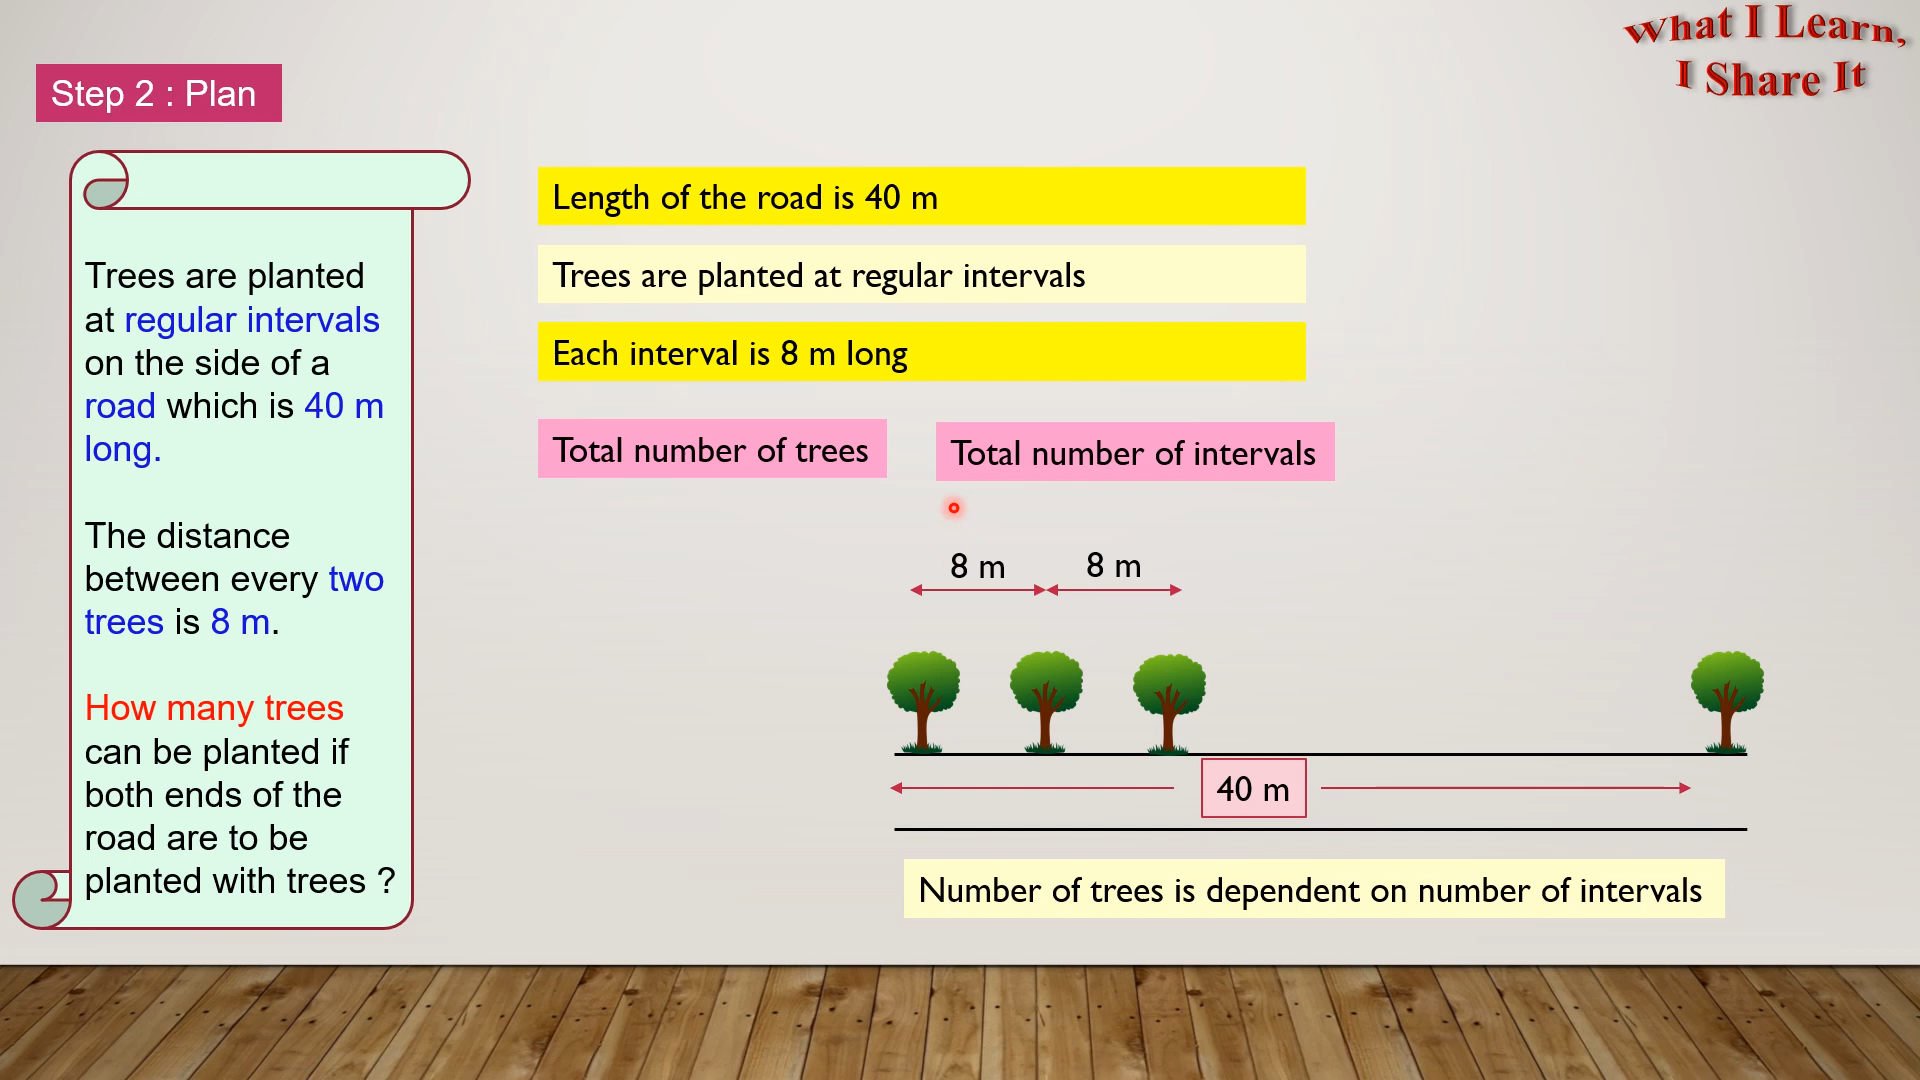 What I Learn,
I Share It
Step 2 : Plan
Trees are planted
at regular intervals
on the side of a
road which is 40 m
long.
The distance
between every two
trees is 8 m.
How many trees
can be planted if
both ends of the
road are to be
planted with trees ?
Length of the road is 40 m
Trees are planted at regular intervals
Each interval is 8 m long
Total number of trees
Total number of intervals
8 m
8 m
40 m
Number of trees is dependent on number of intervals